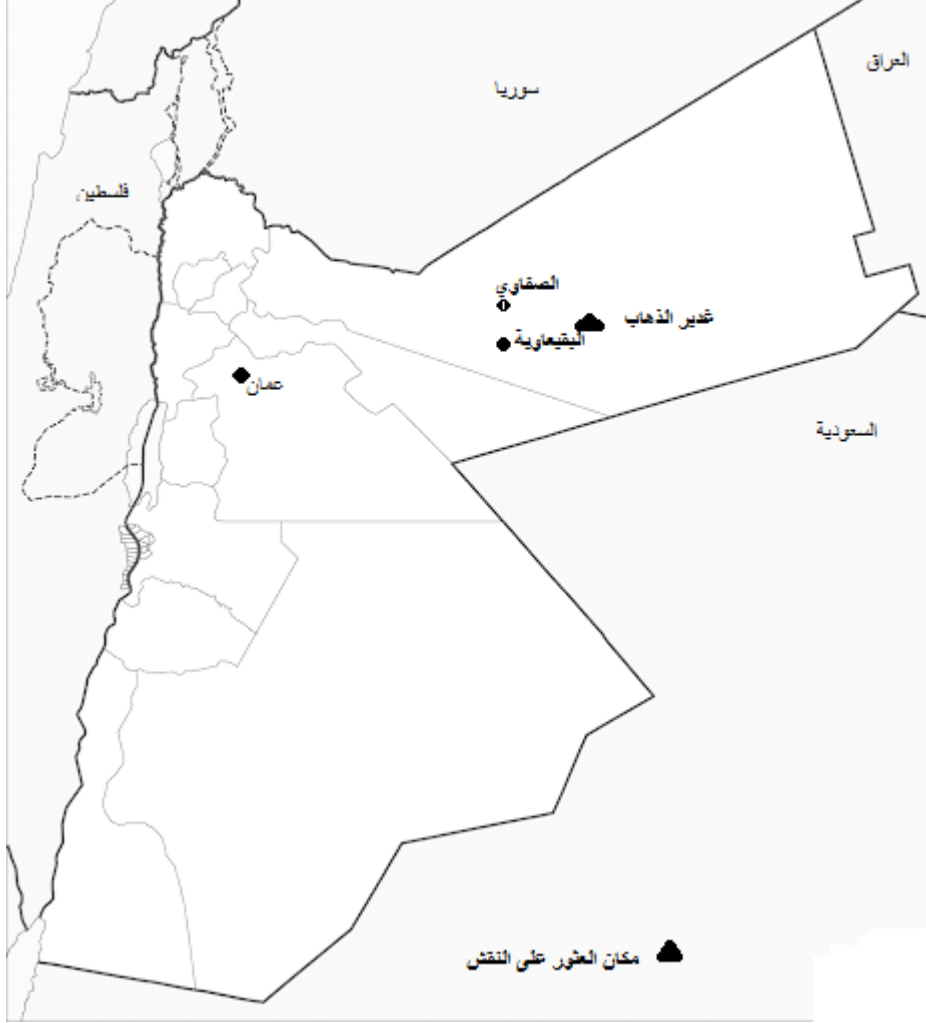 العراق
سوريا
فلسطين
الصفاوي
غدير الذهاب
البقيعاوية
عمان
السعودية
مكان العثور على النقش